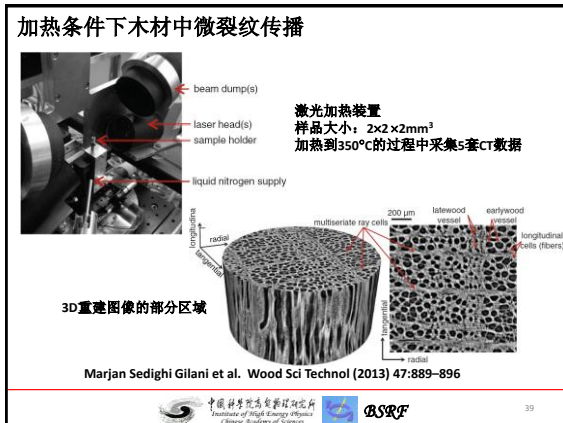 加热条件下木材中微裂纹传播
beam dump(s)
laser head(s)
sample holder
liquid nitrogen supply
激光加热装置
样品大小：2×2×2mm³
加热到350°C的过程中采集5套CT数据
longitudina
radial
tangential
multiseriate ray cells
200 µm
latewood
vessel
earlywood
vessel
longitudinal
cells (fibers)
tangential
radial
3D重建图像的部分区域
Marjan Sedighi Gilani et al. Wood Sci Technol (2013) 47:889–896
中国科学院高能物理研究所
Institute of High Energy Physics
Chinese Academy of Sciences
BSRF
39